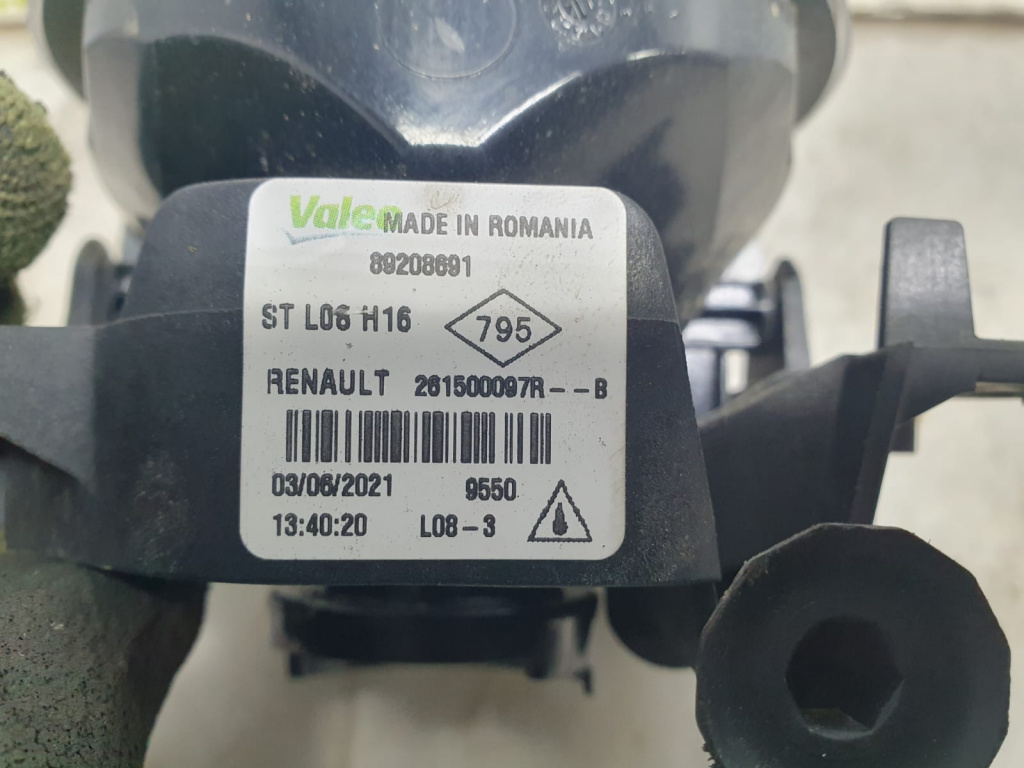 Valeo MADE IN ROMANIA
89208691
ST L08 H16 795
RENAULT 261500097R--B
03/06/2021 9550
13:40:20 L08-3